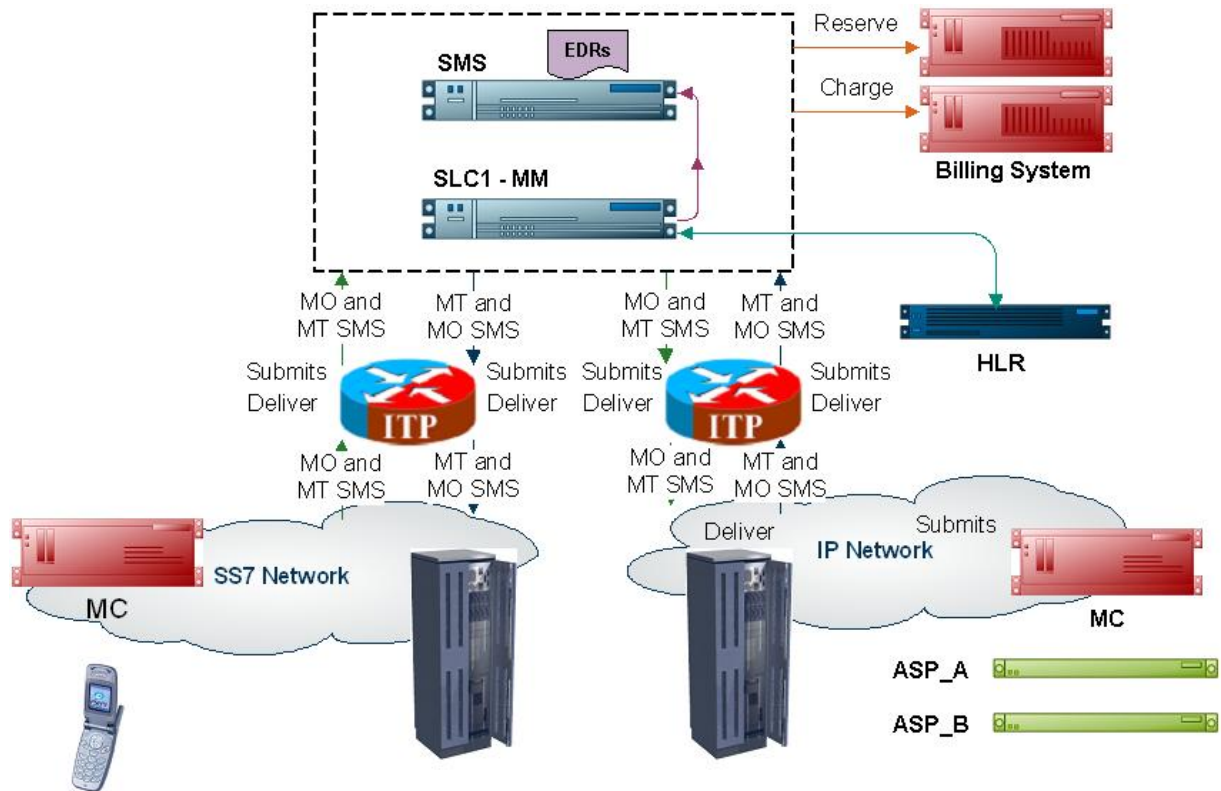 Reserve
EDRs
SMS
Charge
SLC1 - MM
Billing System
MO and
MT SMS
MT and
MO SMS
MO and
MT SMS
MT and
MO SMS
HLR
Submits
Deliver
ITP
Submits
Deliver
Submits
Deliver
ITP
Submits
Deliver
MO and
MT SMS
MT and
MO SMS
MO and
MT SMS
MT and
MO SMS
SS7 Network
MC
Deliver
IP Network
Submits
MC
ASP_A
ASP_B